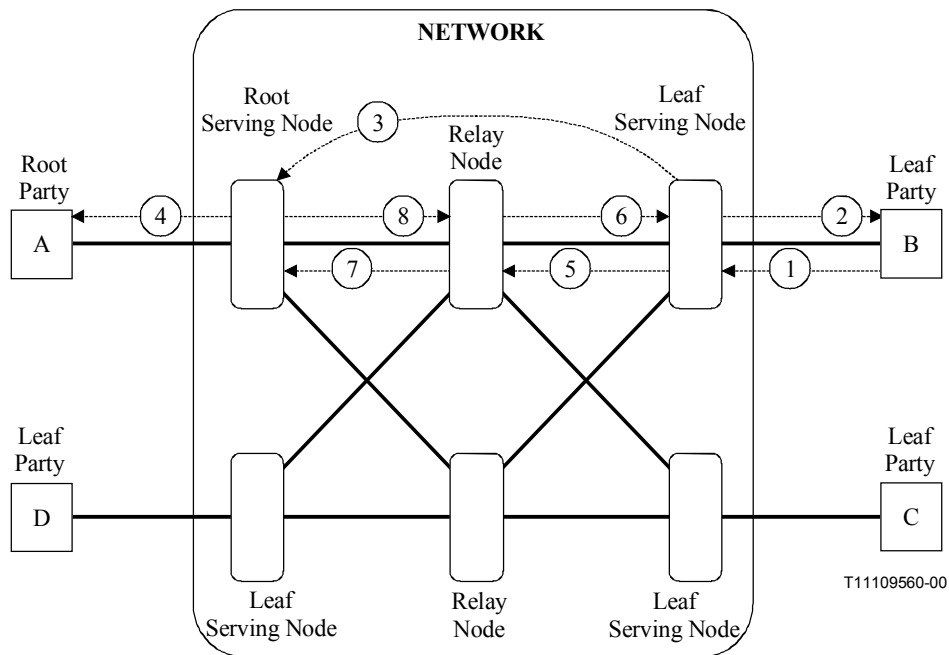 NETWORK
Root
Serving Node
3
Leaf
Serving Node
Relay
Node
Root
Party
Leaf
Party
4
8
6
2
A
B
7
5
1
Leaf
Party
Leaf
Party
D
C
T11109560-00
Leaf
Serving Node
Relay
Node
Leaf
Serving Node